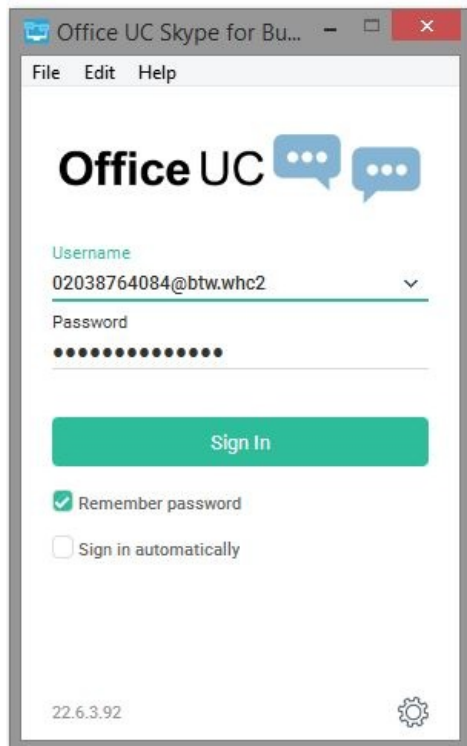 Office UC Skype for Bu...
File Edit Help
Office UC
Username
02038764084@btw.whc2
Password
••••••••••••••
Sign In
Remember password
Sign in automatically
22.6.3.92